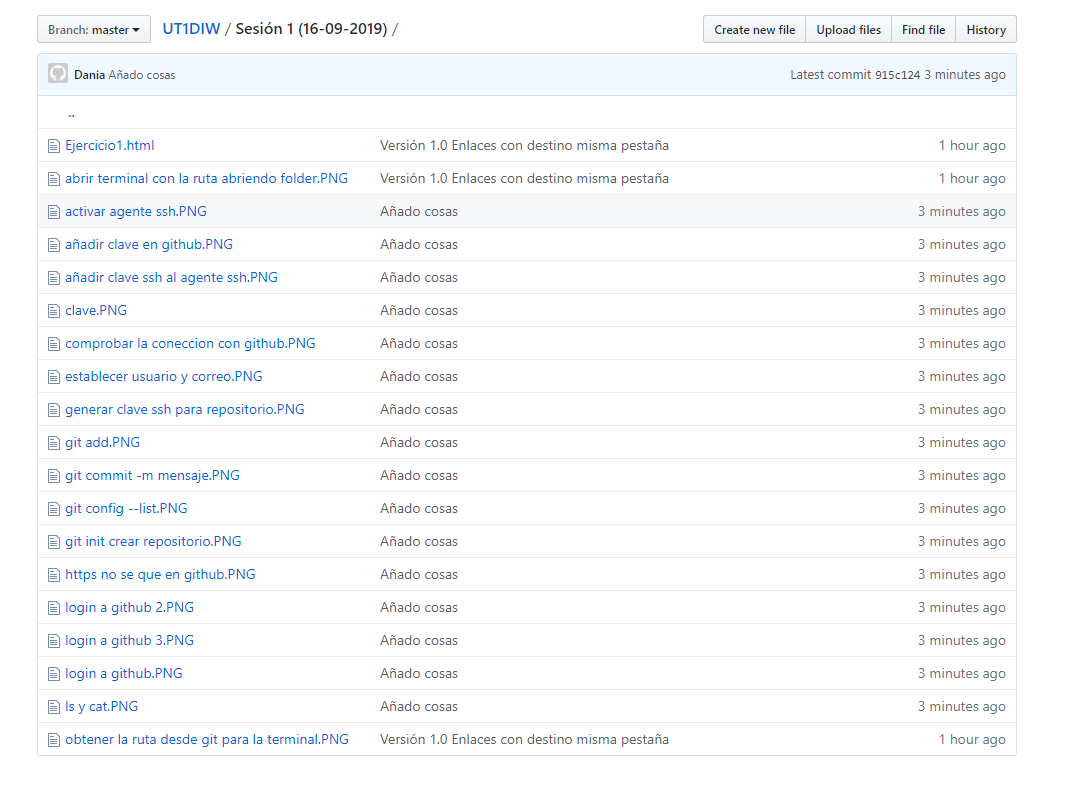 Branch: master UT1DIW / Sesión 1 (16-09-2019) / Create new file Upload files Find file History
Dania Añado cosas Latest commit 915c124 3 minutes ago
..
Ejercicio1.html Versión 1.0 Enlaces con destino misma pestaña 1 hour ago
abrir terminal con la ruta abriendo folder.PNG Versión 1.0 Enlaces con destino misma pestaña 1 hour ago
activar agente ssh.PNG Añado cosas 3 minutes ago
añadir clave en github.PNG Añado cosas 3 minutes ago
añadir clave ssh al agente ssh.PNG Añado cosas 3 minutes ago
clave.PNG Añado cosas 3 minutes ago
comprobar la coneccion con github.PNG Añado cosas 3 minutes ago
establecer usuario y correo.PNG Añado cosas 3 minutes ago
generar clave ssh para repositorio.PNG Añado cosas 3 minutes ago
git add.PNG Añado cosas 3 minutes ago
git commit -m mensaje.PNG Añado cosas 3 minutes ago
git config --list.PNG Añado cosas 3 minutes ago
git init crear repositorio.PNG Añado cosas 3 minutes ago
https no se que en github.PNG Añado cosas 3 minutes ago
login a github 2.PNG Añado cosas 3 minutes ago
login a github 3.PNG Añado cosas 3 minutes ago
login a github.PNG Añado cosas 3 minutes ago
ls y cat.PNG Añado cosas 3 minutes ago
obtener la ruta desde git para la terminal.PNG Versión 1.0 Enlaces con destino misma pestaña 1 hour ago